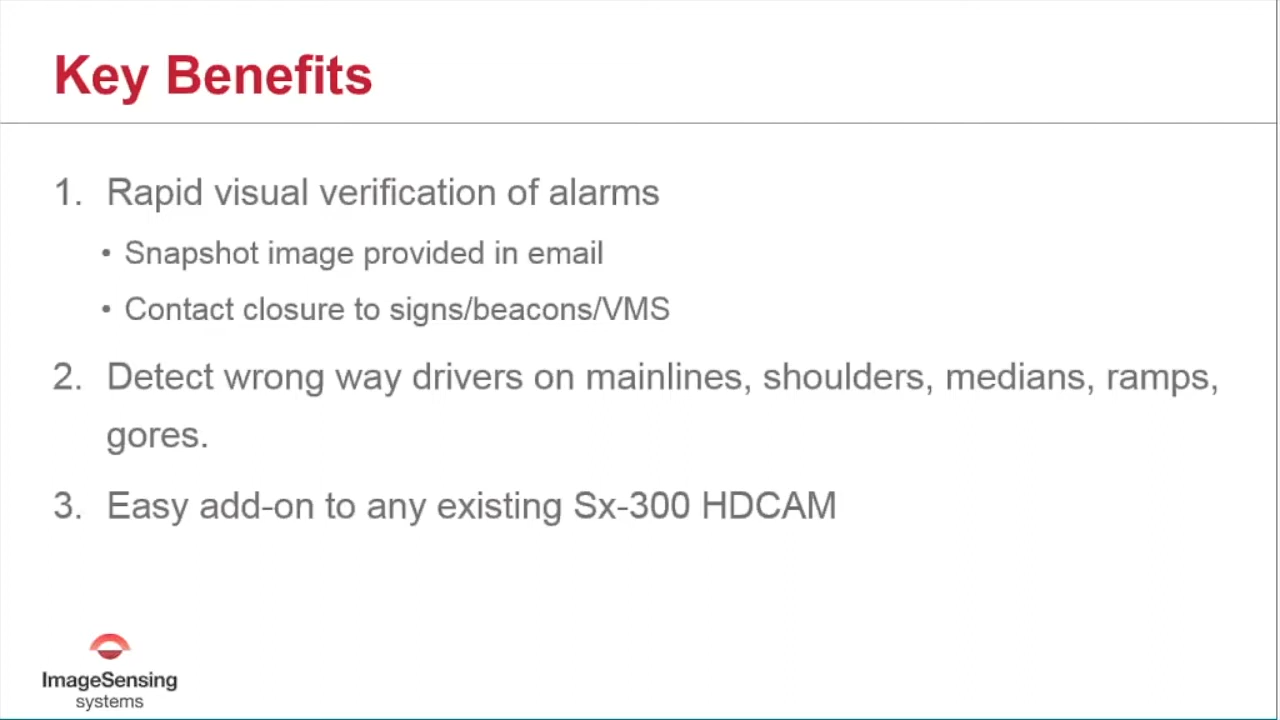 Key Benefits
1. Rapid visual verification of alarms
• Snapshot image provided in email
• Contact closure to signs/beacons/VMS
2. Detect wrong way drivers on mainlines, shoulders, medians, ramps,
gores.
3. Easy add-on to any existing Sx-300 HDCAM
ImageSensing
systems